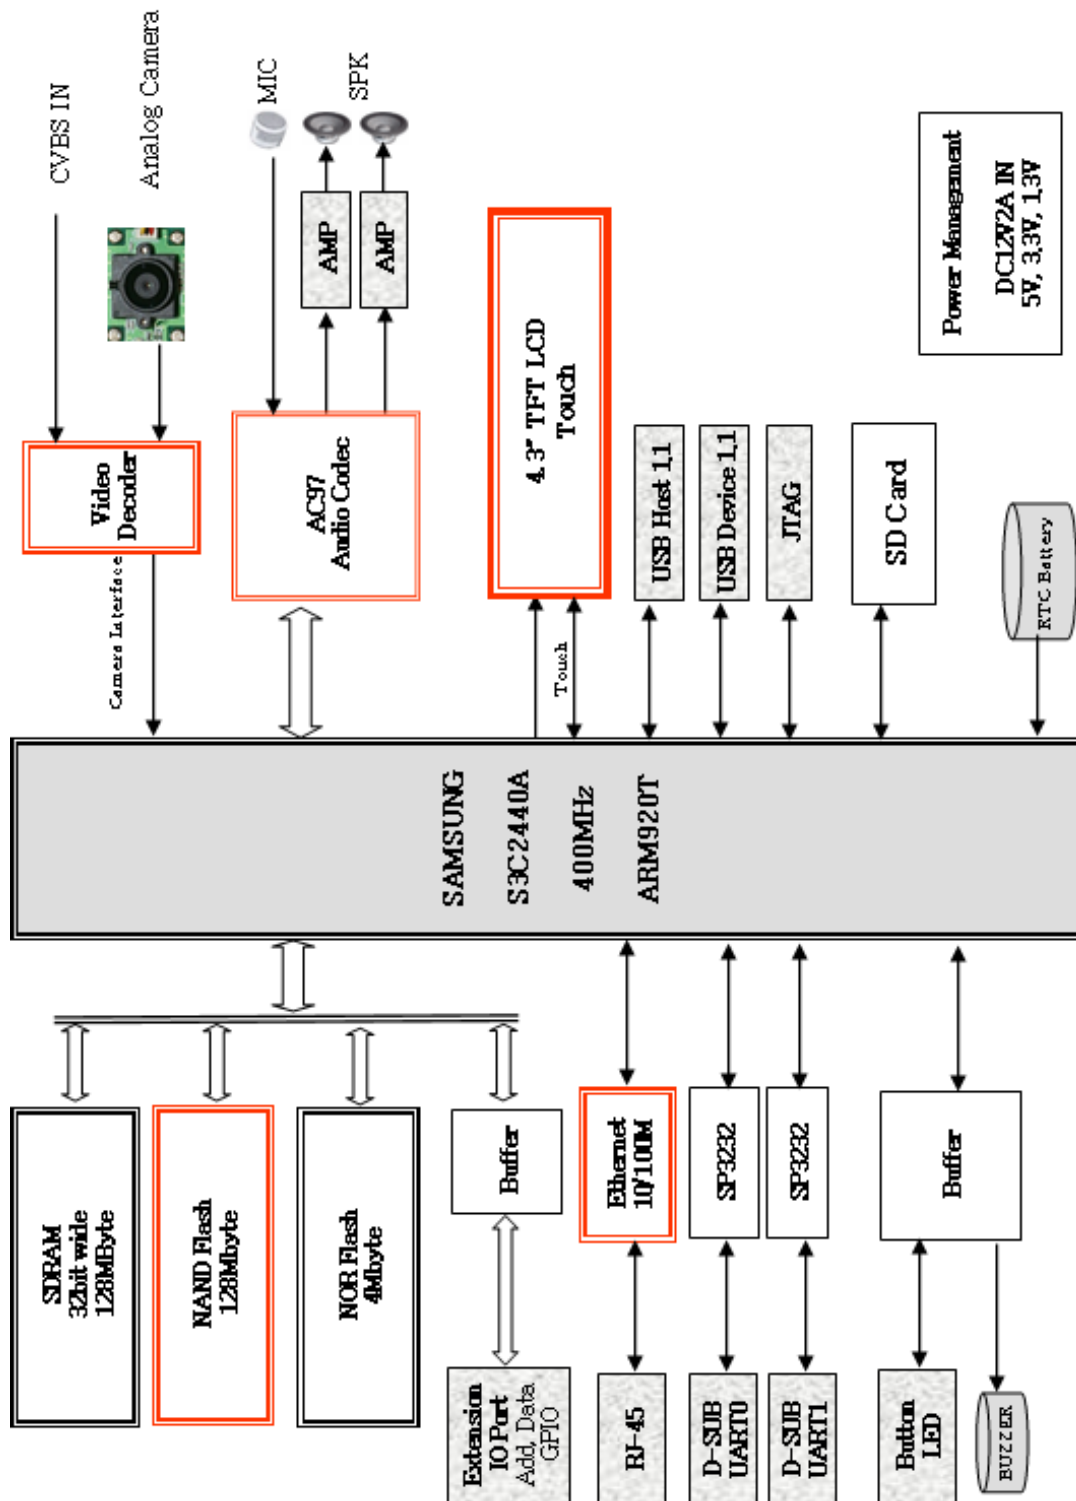 CVBS IN
Analog Camera
MIC
SPK
AMP
AMP
Video
Decoder
AC97
Audio Codec
4.3" TFT LCD
Touch
USB Host 1.1
USB Device 1.1
JTAG
SD Card
Power Management
DC12V2A IN
5V, 3.3V, 1.3V
RTC Battery
Camera Interface
Touch
SAMSUNG
S3C2440A
400MHz
ARM920T
SDRAM
32bit wide
128MByte
NAND Flash
128Mbyte
NOR Flash
4Mbyte
Buffer
Ethernet
10/100M
SP3232
SP3232
Buffer
Extension
IO Port
Add, Data,
GPIO
RJ-45
D-SUB
UART0
D-SUB
UART1
Button
LED
BUZZER